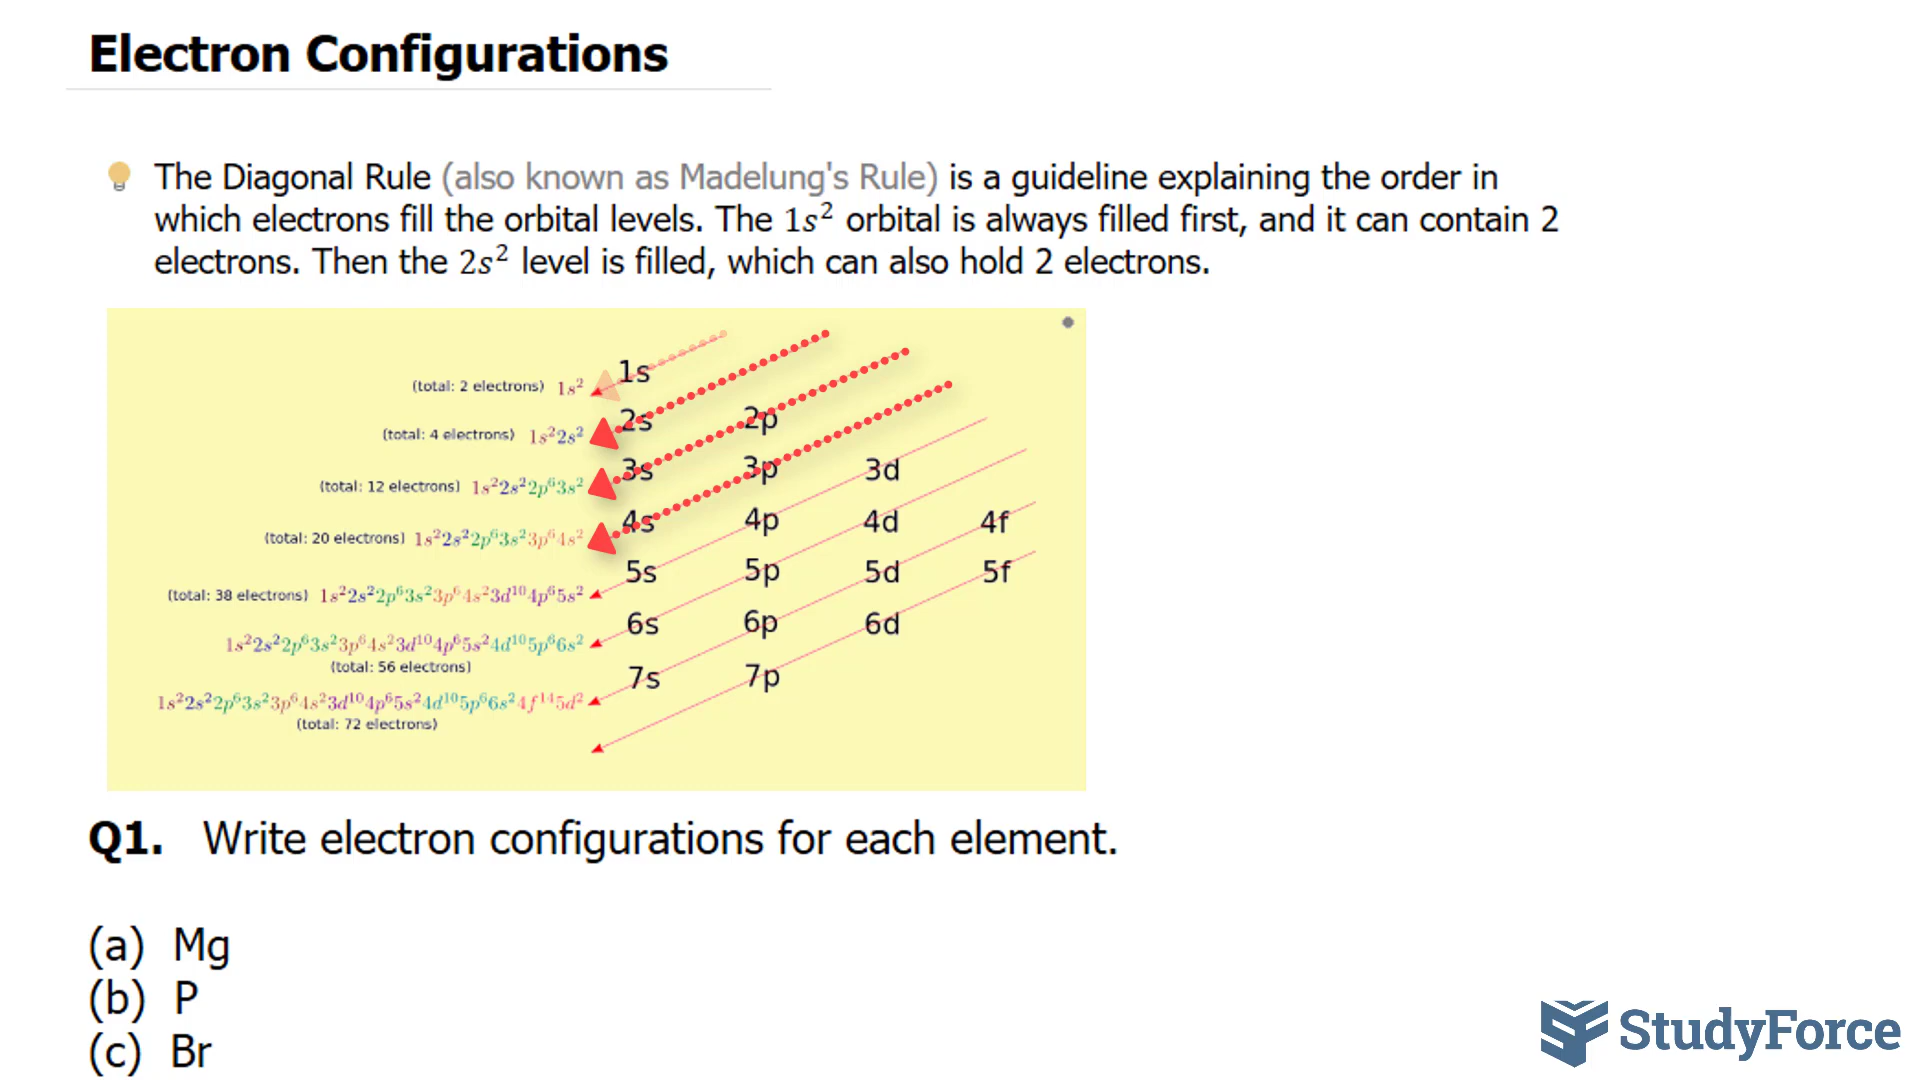 Electron Configurations
The Diagonal Rule (also known as Madelung's Rule) is a guideline explaining the order in
which electrons fill the orbital levels. The 1s² orbital is always filled first, and it can contain 2
electrons. Then the 2s² level is filled, which can also hold 2 electrons.
1s
(total: 2 electrons) 1s²
2s 2p
(total: 4 electrons) 1s²2s²
3s 3p 3d
(total: 12 electrons) 1s²2s²2p⁶3s²
4s 4p 4d 4f
(total: 20 electrons) 1s²2s²2p⁶3s²3p⁶4s²
5s 5p 5d 5f
(total: 38 electrons) 1s²2s²2p⁶3s²3p⁶4s²3d¹⁰4p⁶5s²
6s 6p 6d
1s²2s²2p⁶3s²3p⁶4s²3d¹⁰4p⁶5s²4d¹⁰5p⁶6s²
(total: 56 electrons)
7s 7p
1s²2s²2p⁶3s²3p⁶4s²3d¹⁰4p⁶5s²4d¹⁰5p⁶6s²4f¹⁴5d²
(total: 72 electrons)
Q1. Write electron configurations for each element.
(a) Mg
(b) P
(c) Br
StudyForce